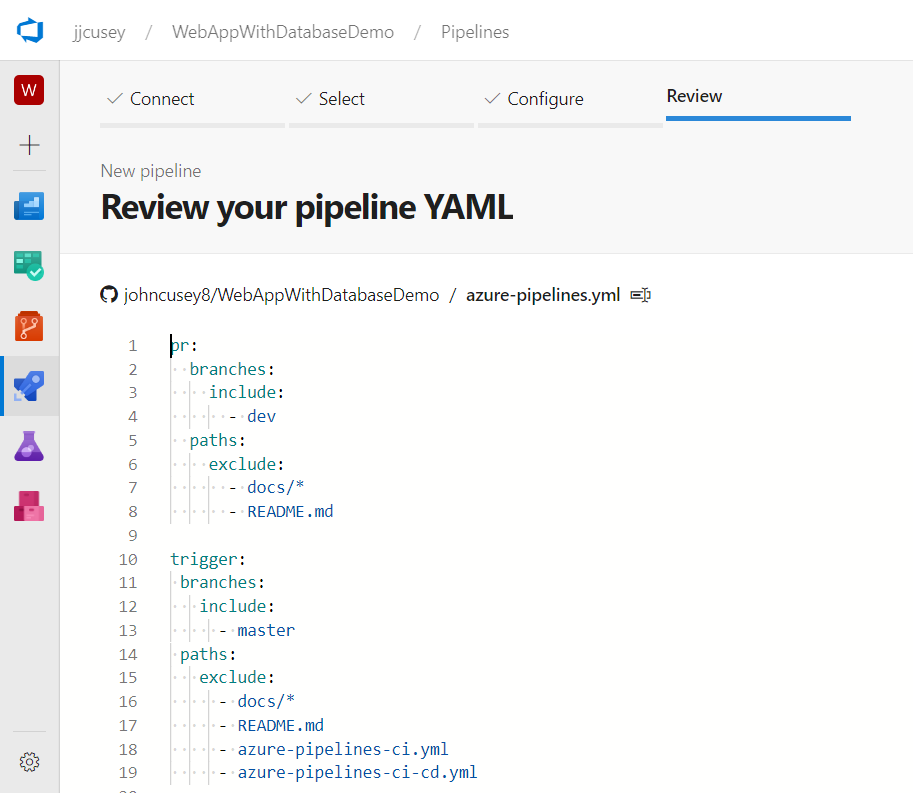 jjcusey / WebAppWithDatabaseDemo / Pipelines
W
Connect Select Configure Review
New pipeline
Review your pipeline YAML
johncusey8/WebAppWithDatabaseDemo / azure-pipelines.yml
1 pr:
2 branches:
3 include:
4 - dev
5 paths:
6 exclude:
7 - docs/*
8 - README.md
9
10 trigger:
11 branches:
12 include:
13 - master
14 paths:
15 exclude:
16 - docs/*
17 - README.md
18 - azure-pipelines-ci.yml
19 - azure-pipelines-ci-cd.yml